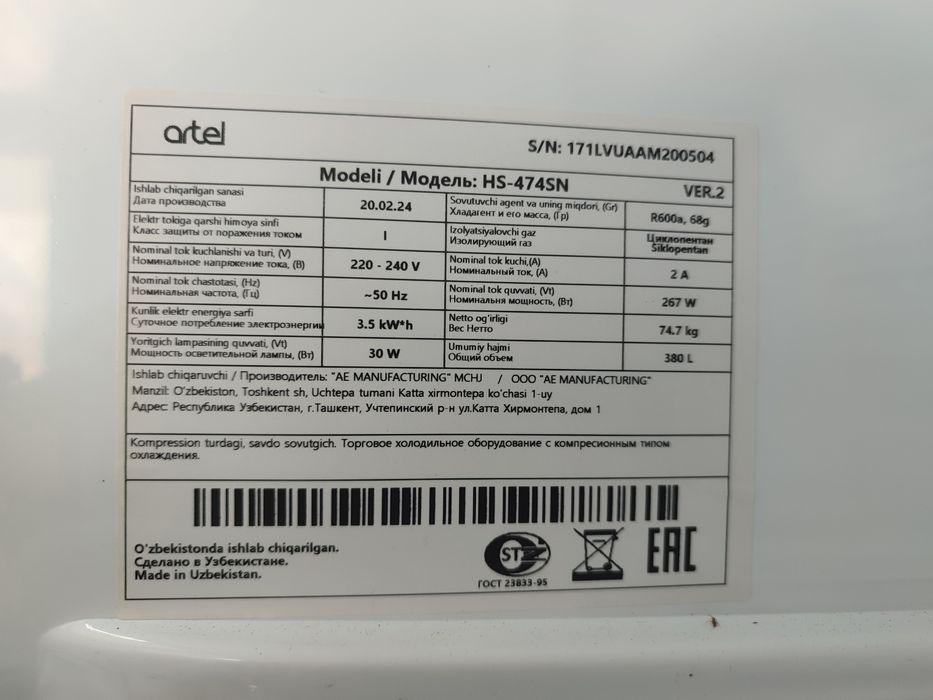 artel
S/N: 171LVUAAM200504
Modeli / Модель: HS-474SN
VER.2
Ishlab chiqarilgan sanasi
Дата производства
20.02.24
Sovutuvchi agent va uning miqdori, (Gr)
Хладагент и его масса, (Гр)
R600a, 68g
Elektr tokiga qarshi himoya sinfi
Класс защиты от поражения током
I
Izolyatsiyalovchi gaz
Изолирующий газ
Циклопентан
Siklopentan
Nominal tok kuchlanishi va turi, (V)
Номинальное напряжение тока, (В)
220 - 240 V
Nominal tok kuchi,(A)
Номинальный ток, (А)
2 A
Nominal tok chastotasi, (Hz)
Номинальная частота, (Гц)
~50 Hz
Nominal tok quvvati, (Vt)
Номинальня мощность, (Вт)
267 W
Kunlik elektr energiya sarfi
Суточное потребление электроэнергии
3.5 kW*h
Netto og'irligi
Вес Нетто
74.7 kg
Yoritgich lampasining quvvati, (Vt)
Мощность осветительной лампы, (Вт)
30 W
Umumiy hajmi
Общий объем
380 L
Ishlab chiqaruvchi / Производитель: "AE MANUFACTURING" MCHJ / ООО "AE MANUFACTURING"
Manzil: O'zbekiston, Toshkent sh, Uchtepa tumani Katta xirmontepa ko'chasi 1-uy
Адрес: Республика Узбекистан, г.Ташкент, Учтепинский р-н ул.Катта Хирмонтепа, дом 1
Kompression turdagi, savdo sovutgich. Торговое холодильное оборудование с компресионным типом
охлаждения.
O'zbekistonda ishlab chiqarilgan.
Сделано в Узбекистане.
Made in Uzbekistan.
ST
ГОСТ 23833-95
EAC